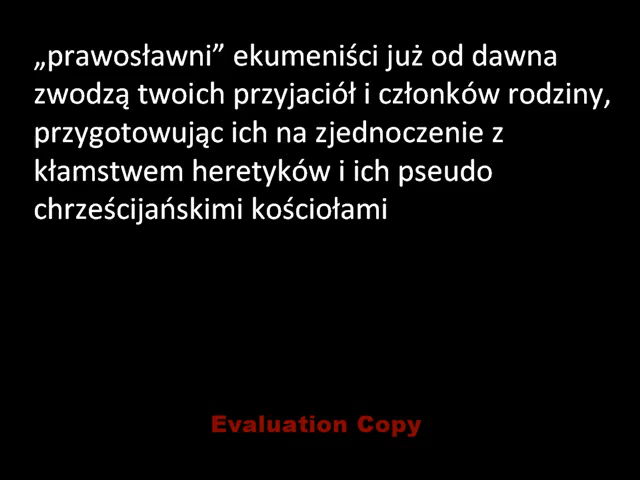 „prawosławni” ekumeniści już od dawna
zwodzą twoich przyjaciół i członków rodziny,
przygotowując ich na zjednoczenie z
kłamstwem heretyków i ich pseudo
chrześcijańskimi kościołami
Evaluation Copy